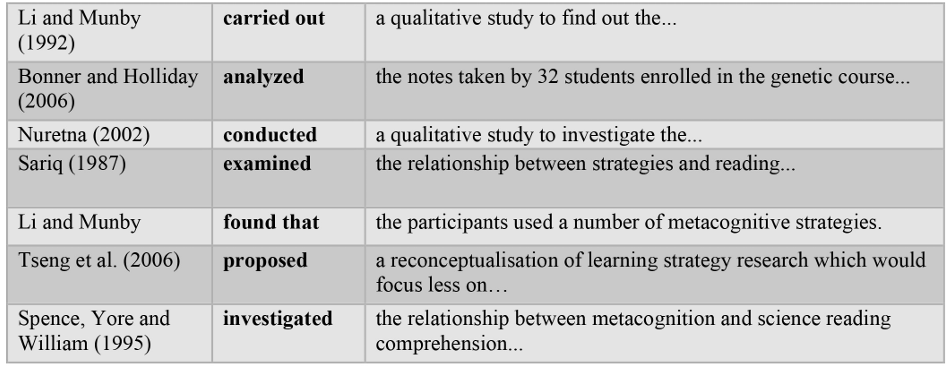 Li and Munby carried out a qualitative study to find out the...
(1992)
Bonner and Holliday analyzed the notes taken by 32 students enrolled in the genetic course...
(2006)
Nuretna (2002) conducted a qualitative study to investigate the...
Sariq (1987) examined the relationship between strategies and reading...
Li and Munby found that the participants used a number of metacognitive strategies.
Tseng et al. (2006) proposed a reconceptualisation of learning strategy research which would
focus less on…
Spence, Yore and investigated the relationship between metacognition and science reading
William (1995) comprehension...